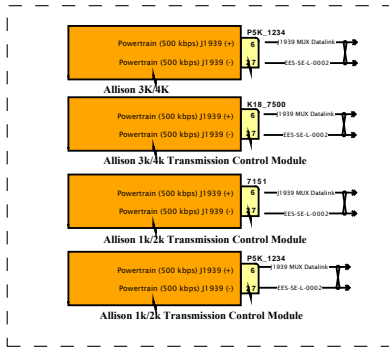 P5K_1234
Powertrain (500 kbps) J1939 (+) 6 J1939 MUX Datalink
Powertrain (500 kbps) J1939 (-) 27 EES-SE-L-0002
Allison 3K/4K
K18_7500
Powertrain (500 kbps) J1939 (+) 6 J1939 MUX Datalink
Powertrain (500 kbps) J1939 (-) 27 EES-SE-L-0002
Allison 3k/4k Transmission Control Module
7151
Powertrain (500 kbps) J1939 (+) 6 J1939 MUX Datalink
Powertrain (500 kbps) J1939 (-) 27 EES-SE-L-0002
Allison 1k/2k Transmission Control Module
P5K_1234
Powertrain (500 kbps) J1939 (+) 6 J1939 MUX Datalink
Powertrain (500 kbps) J1939 (-) 27 EES-SE-L-0002
Allison 1k/2k Transmission Control Module